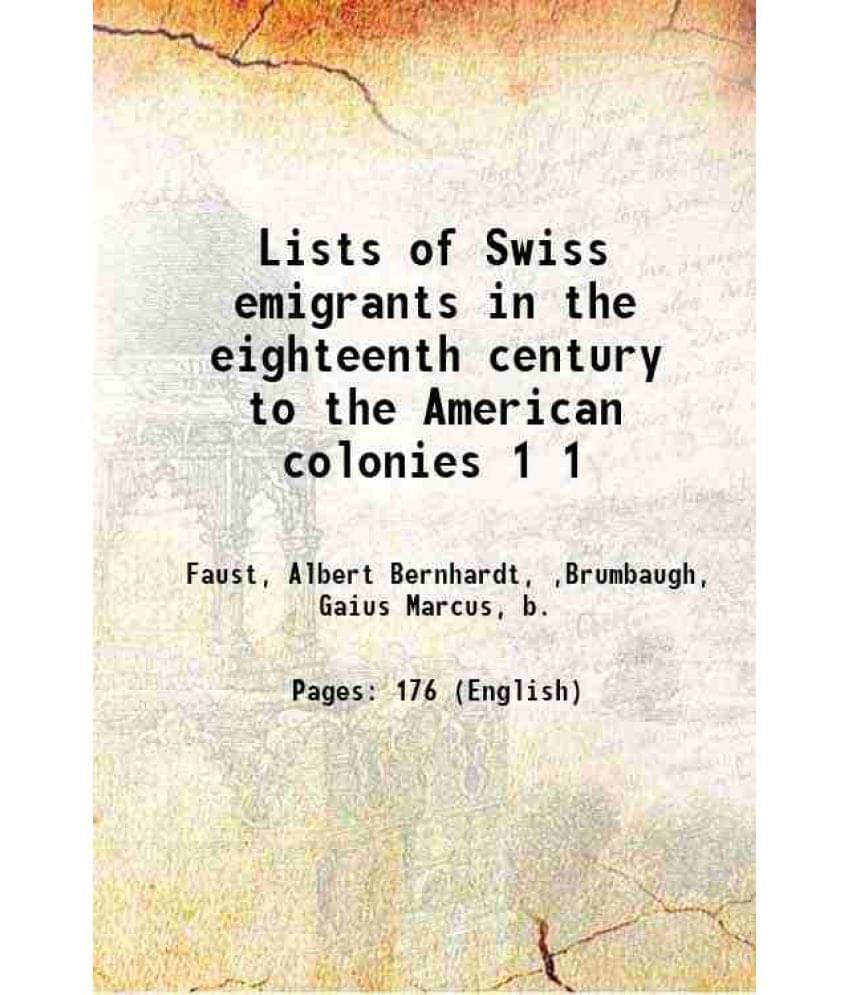 Lists of Swiss
emigrants in the
eighteenth century
to the American
colonies 1 1
Faust, Albert Bernhardt, ,Brumbaugh,
Gaius Marcus, b.
Pages: 176 (English)